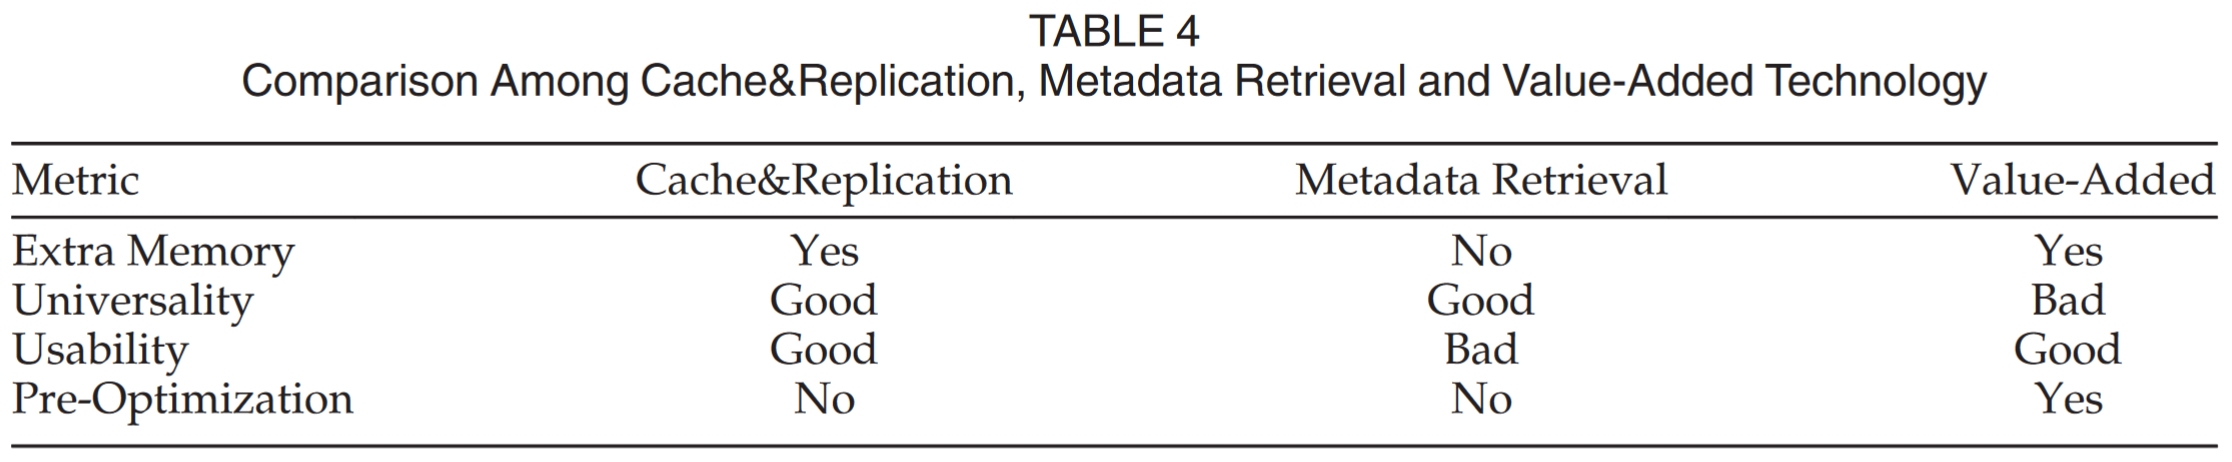 TABLE 4
Comparison Among Cache&Replication, Metadata Retrieval and Value-Added Technology
Metric Cache&Replication Metadata Retrieval Value-Added
Extra Memory Yes No Yes
Universality Good Good Bad
Usability Good Bad Good
Pre-Optimization No No Yes